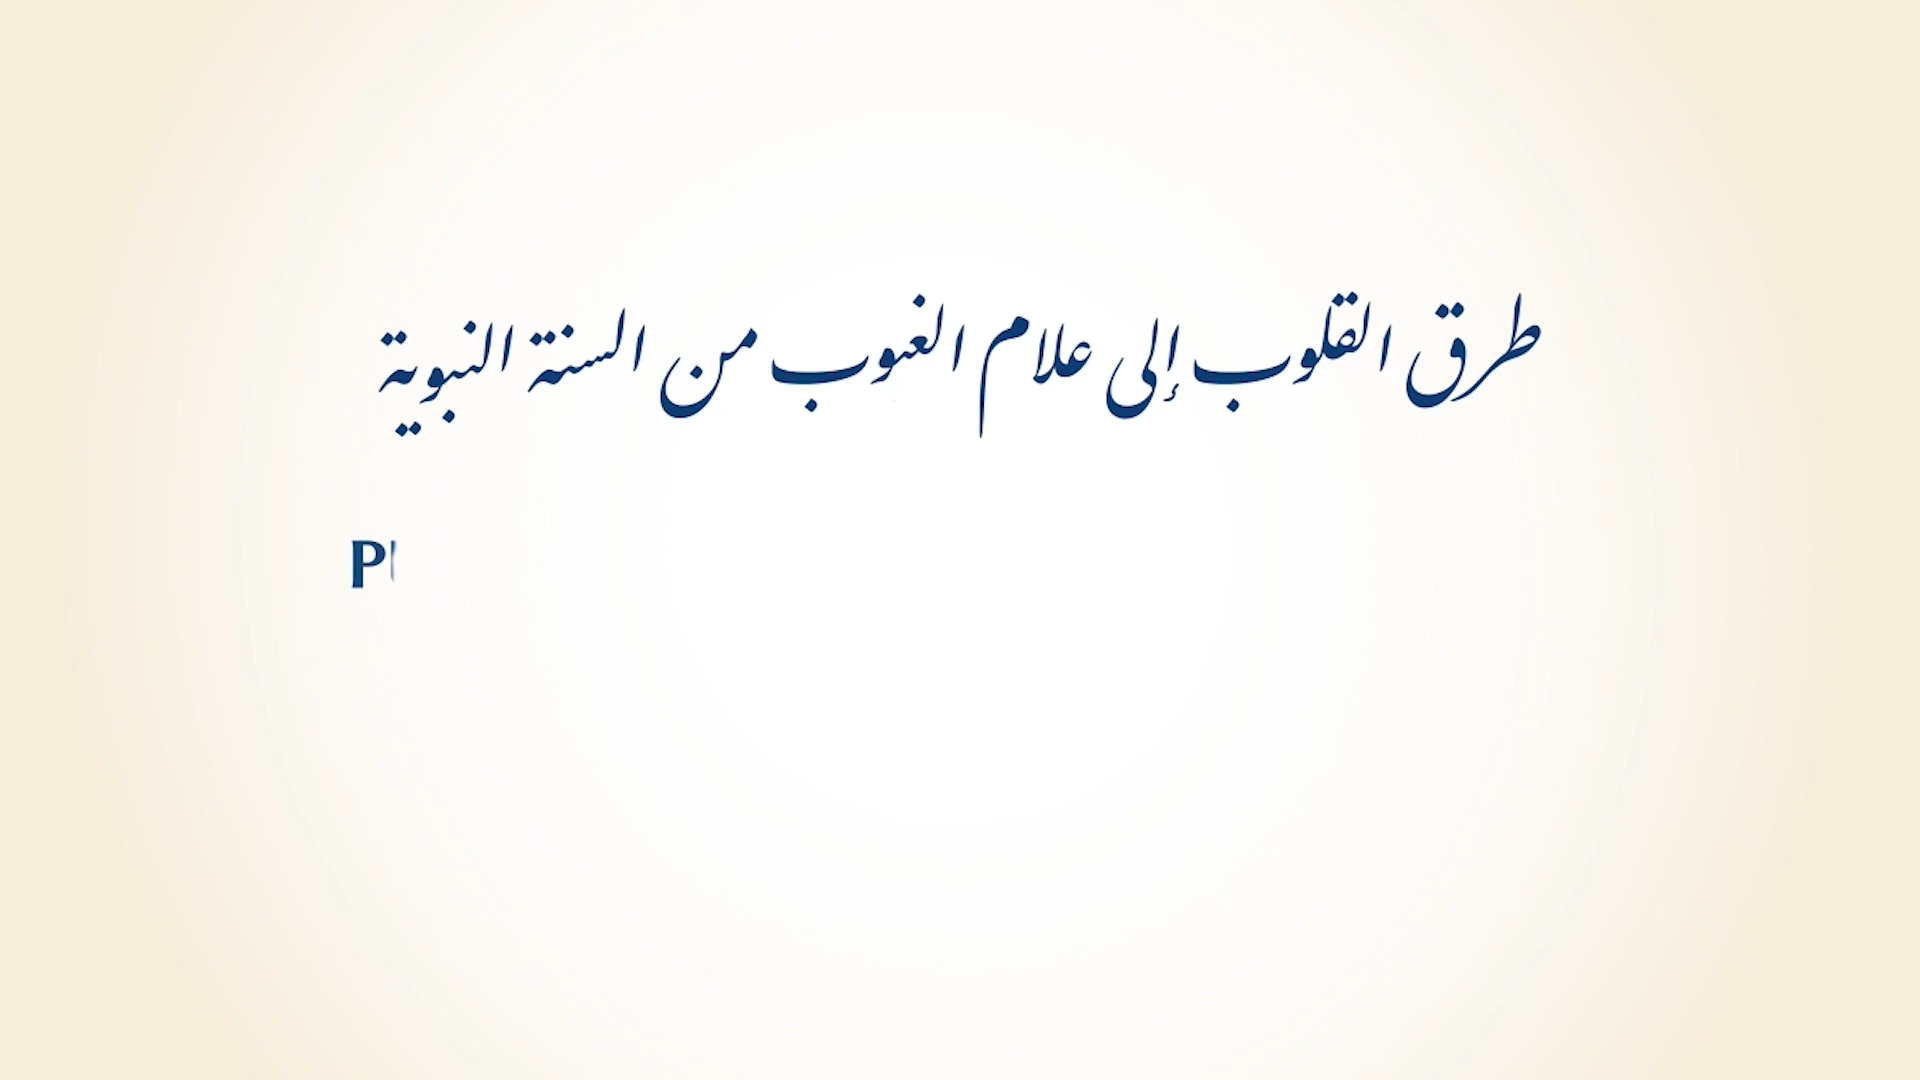 طرق القلوب إلى علام الغيوب من السنة النبوية
P